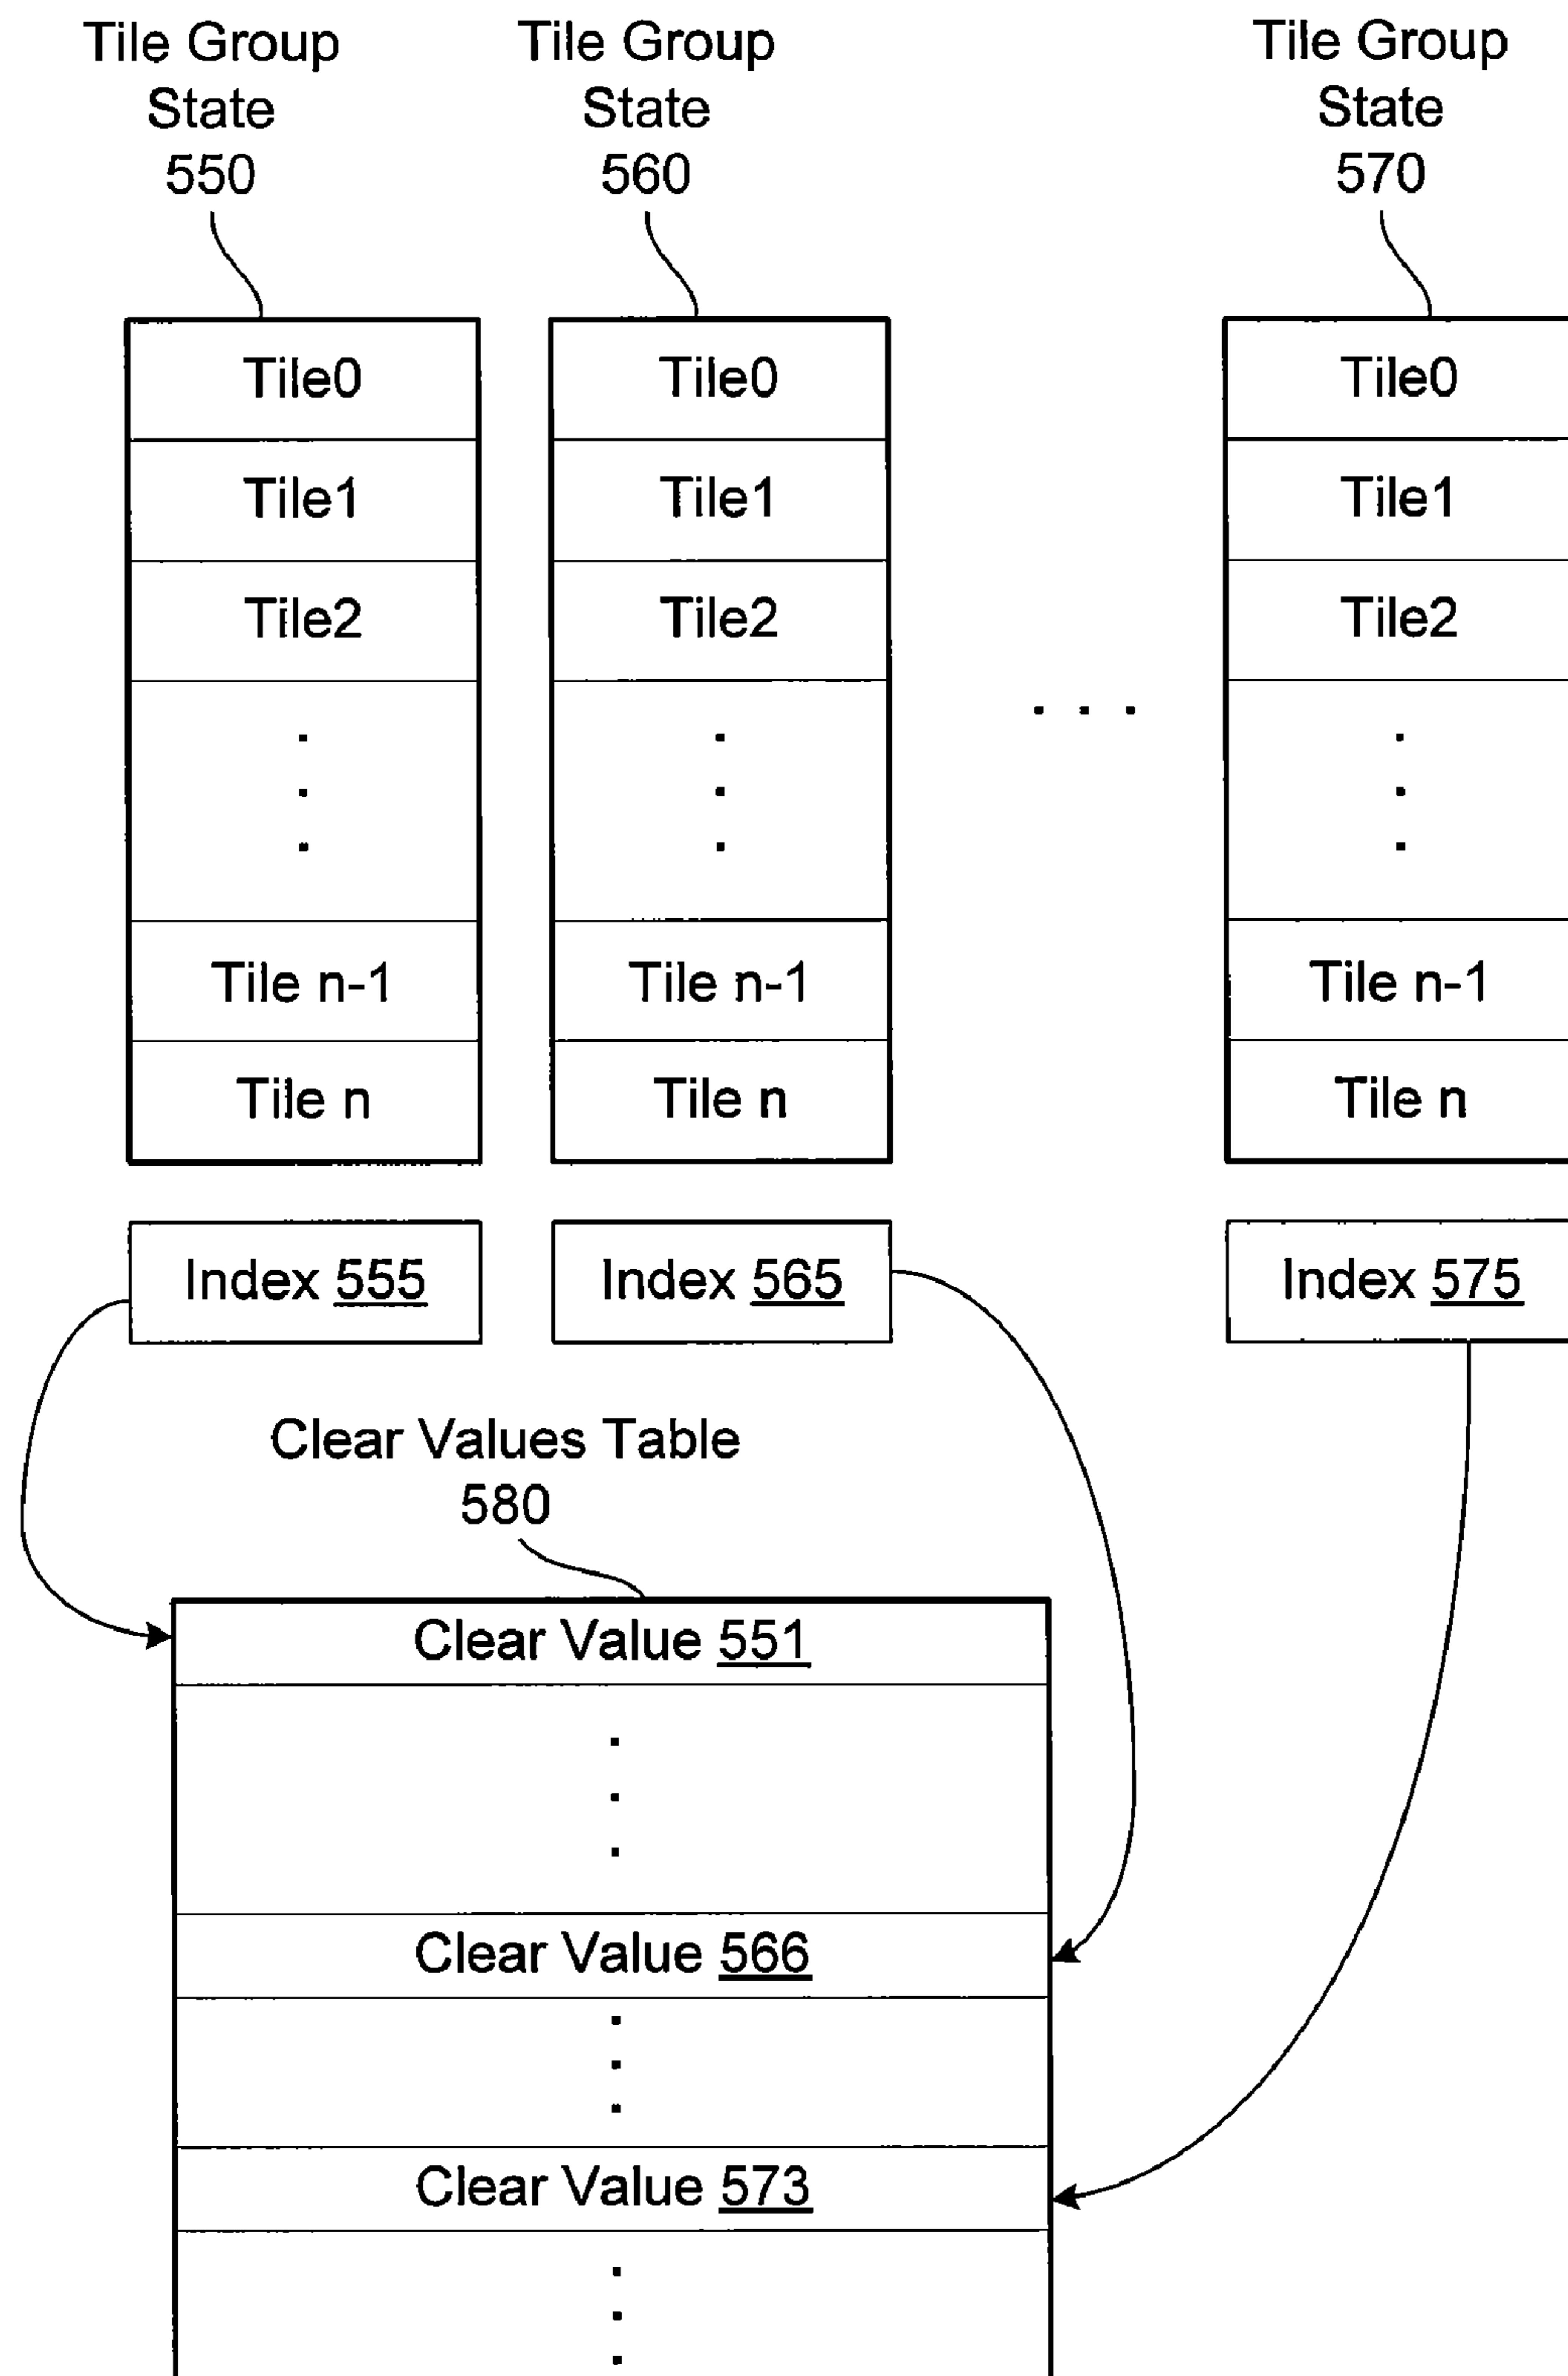 Tile Group
State
550
Tile Group
State
560
Tile Group
State
570
Tile0
Tile1
Tile2
.
.
.
Tile n-1
Tile n
Tile0
Tile1
Tile2
.
.
.
Tile n-1
Tile n
. . .
Tile0
Tile1
Tile2
.
.
.
Tile n-1
Tile n
Index 555
Index 565
Index 575
Clear Values Table
580
Clear Value 551
.
.
.
Clear Value 566
.
.
.
Clear Value 573
.
.
.